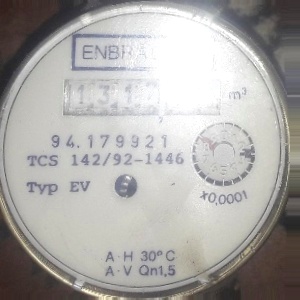 ENBRA
m³
94.179921
TCS 142/92-1446
Typ EV
x0,0001
A·H 30°C
A·V Qn1,5